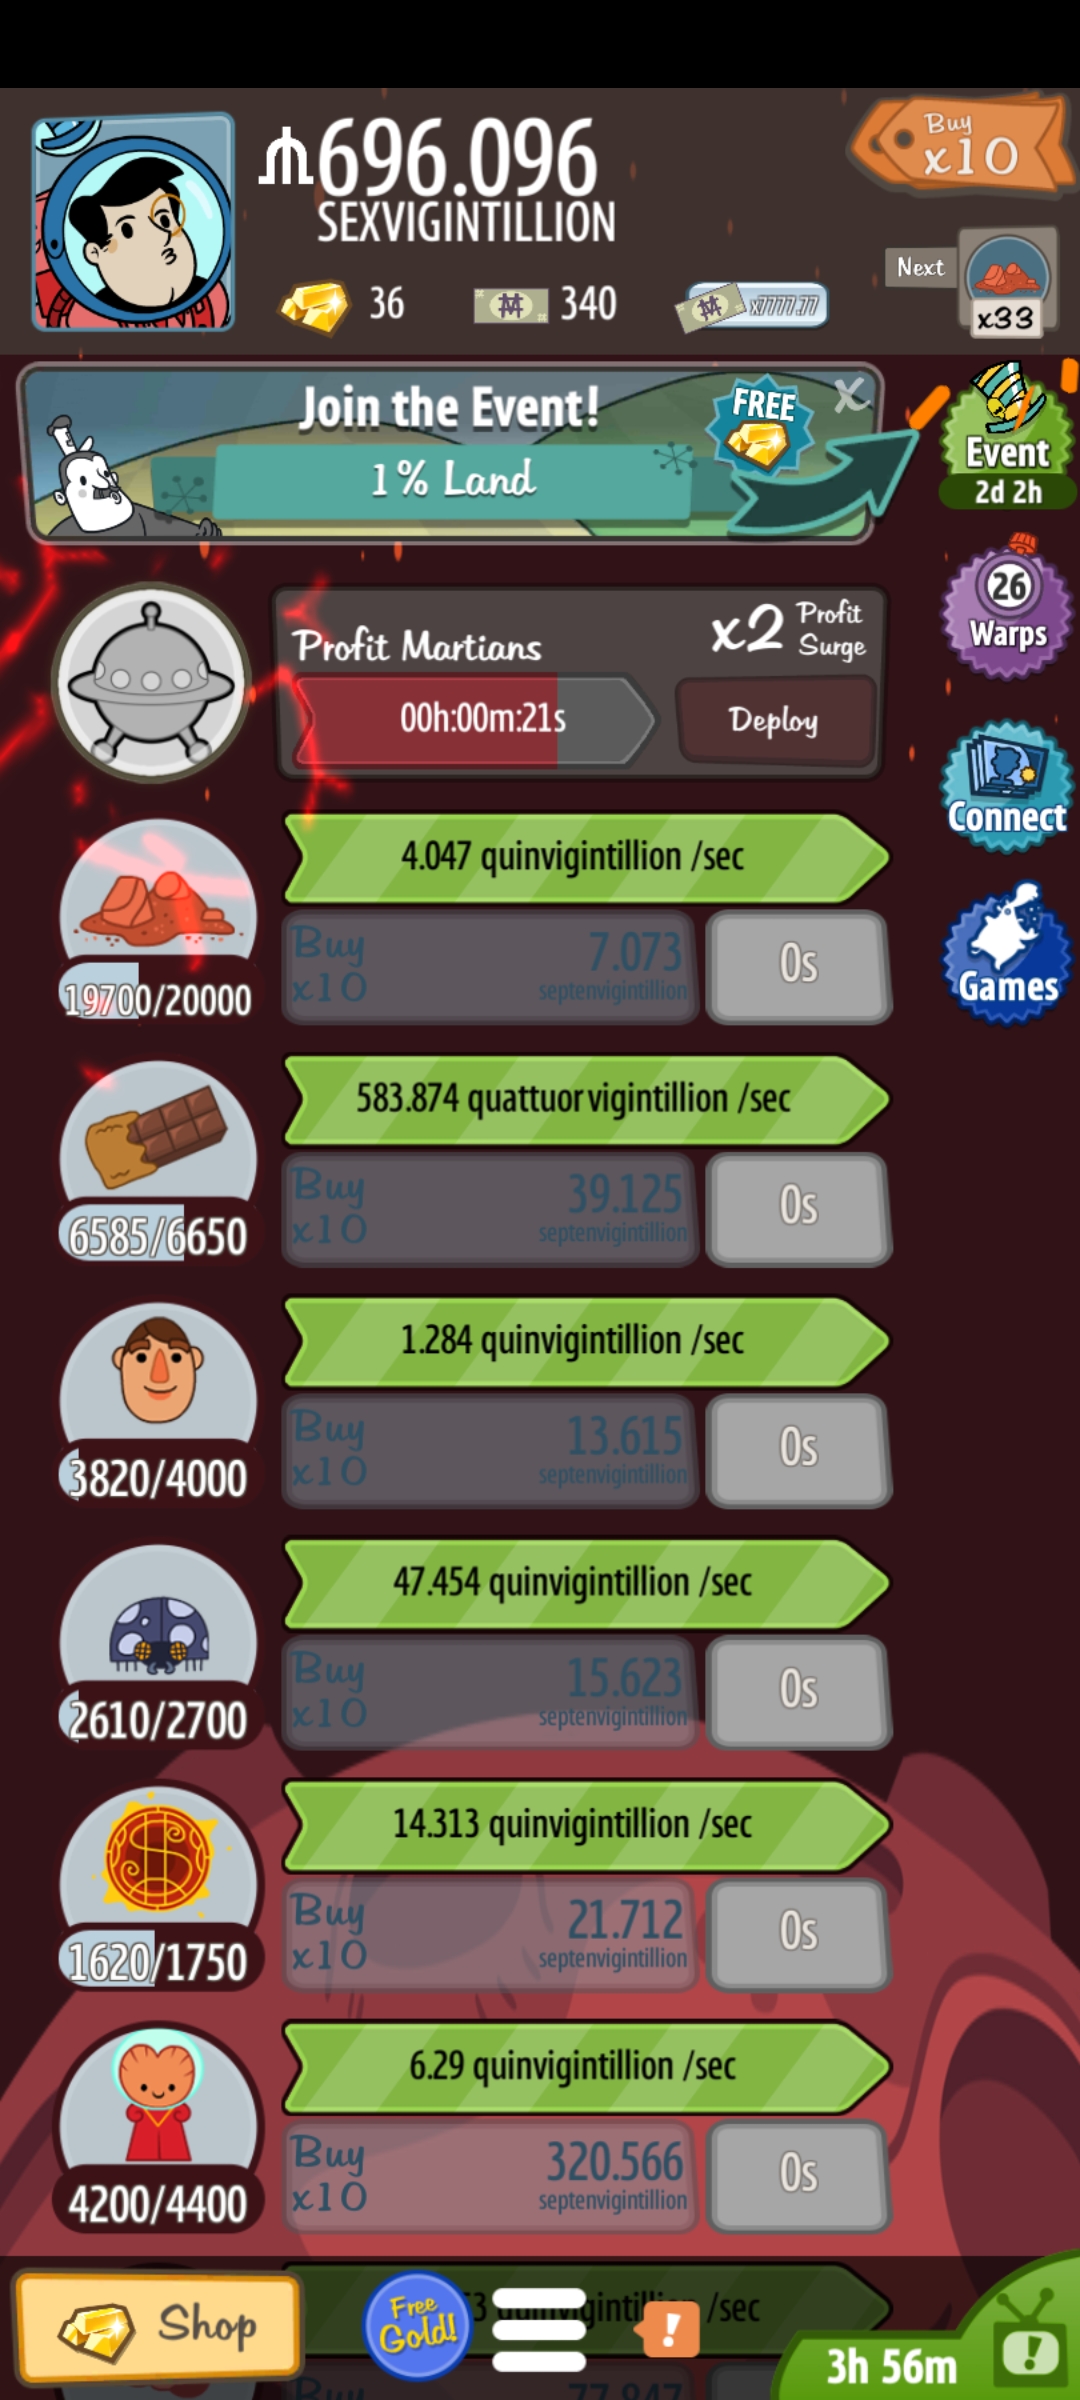 696.096
SEXVIGINTILLION
Buy
x10
36
340
x7777.77
Next
x33
Join the Event!
1% Land
FREE
X
Event
2d 2h
26
Warps
Connect
Games
Profit Martians
x2 Profit
Surge
00h:00m:21s
Deploy
4.047 quinvigintillion /sec
19700/20000
Buy
x10
7.073
septenvigintillion
0s
583.874 quattuorvigintillion /sec
6585/6650
Buy
x10
39.125
septenvigintillion
0s
1.284 quinvigintillion /sec
3820/4000
Buy
x10
13.615
septenvigintillion
0s
47.454 quinvigintillion /sec
2610/2700
Buy
x10
15.623
septenvigintillion
0s
14.313 quinvigintillion /sec
1620/1750
Buy
x10
21.712
septenvigintillion
0s
6.29 quinvigintillion /sec
4200/4400
Buy
x10
320.566
septenvigintillion
0s
Shop
Free
Gold!
/sec
!
3h 56m
!
Buy
77.847